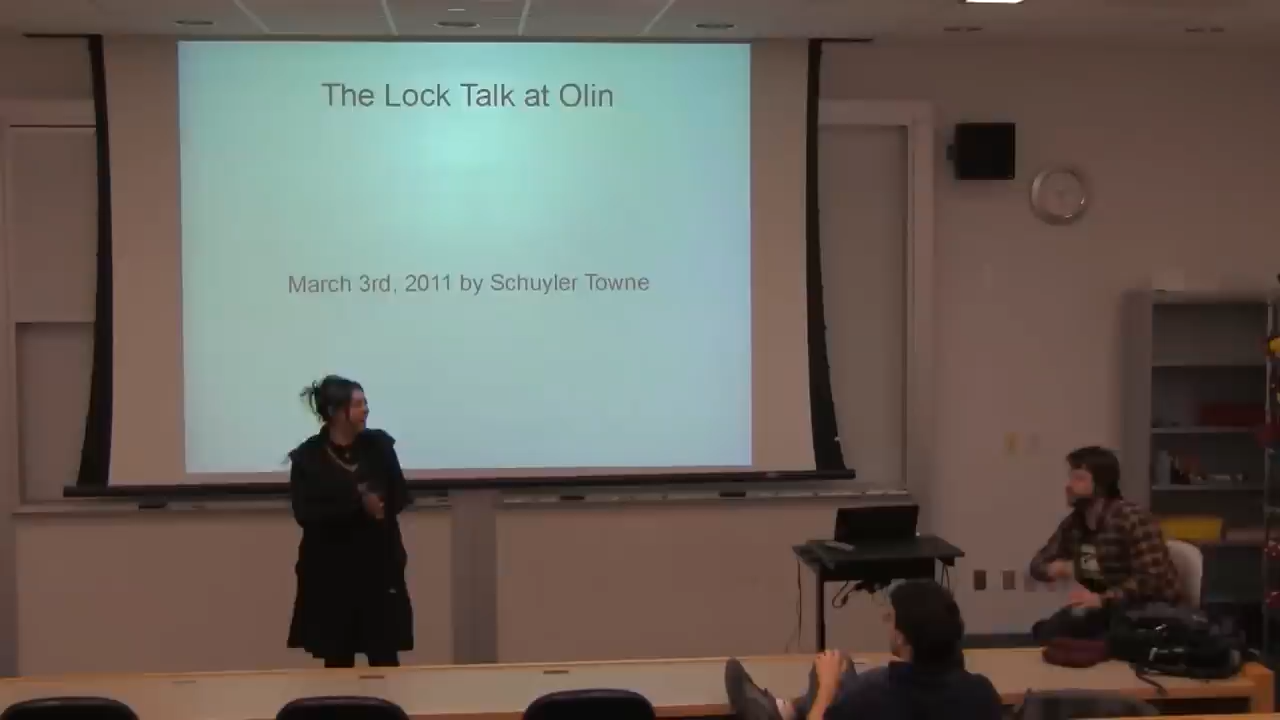 The Lock Talk at Olin
March 3rd, 2011 by Schuyler Towne